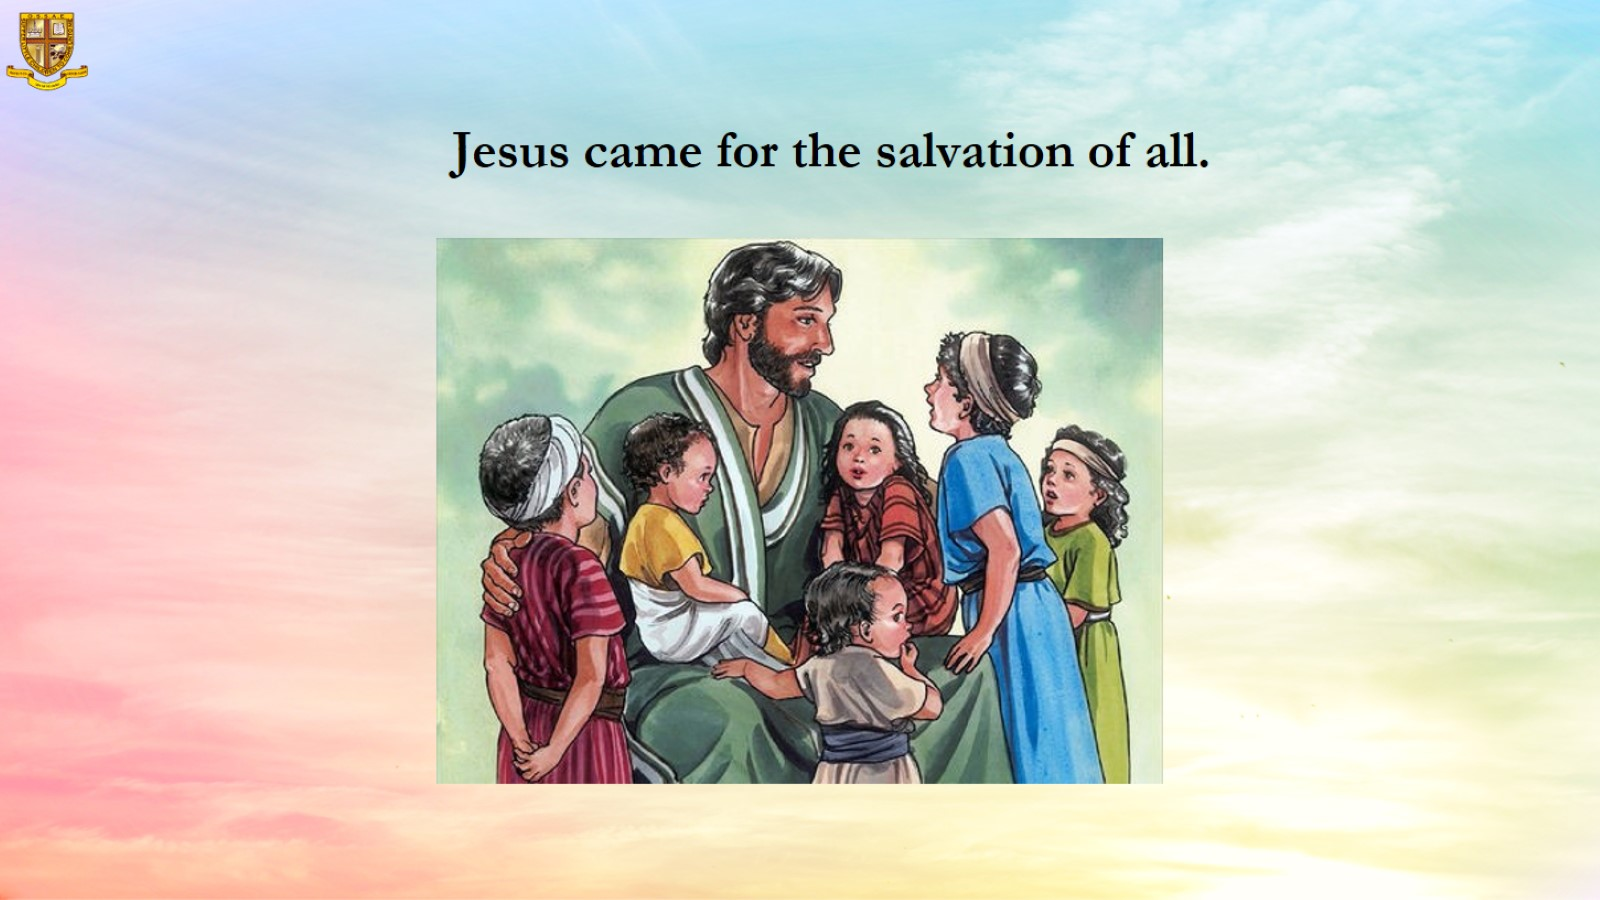 O.S.S.A.E.
Jesus came for the salvation of all.